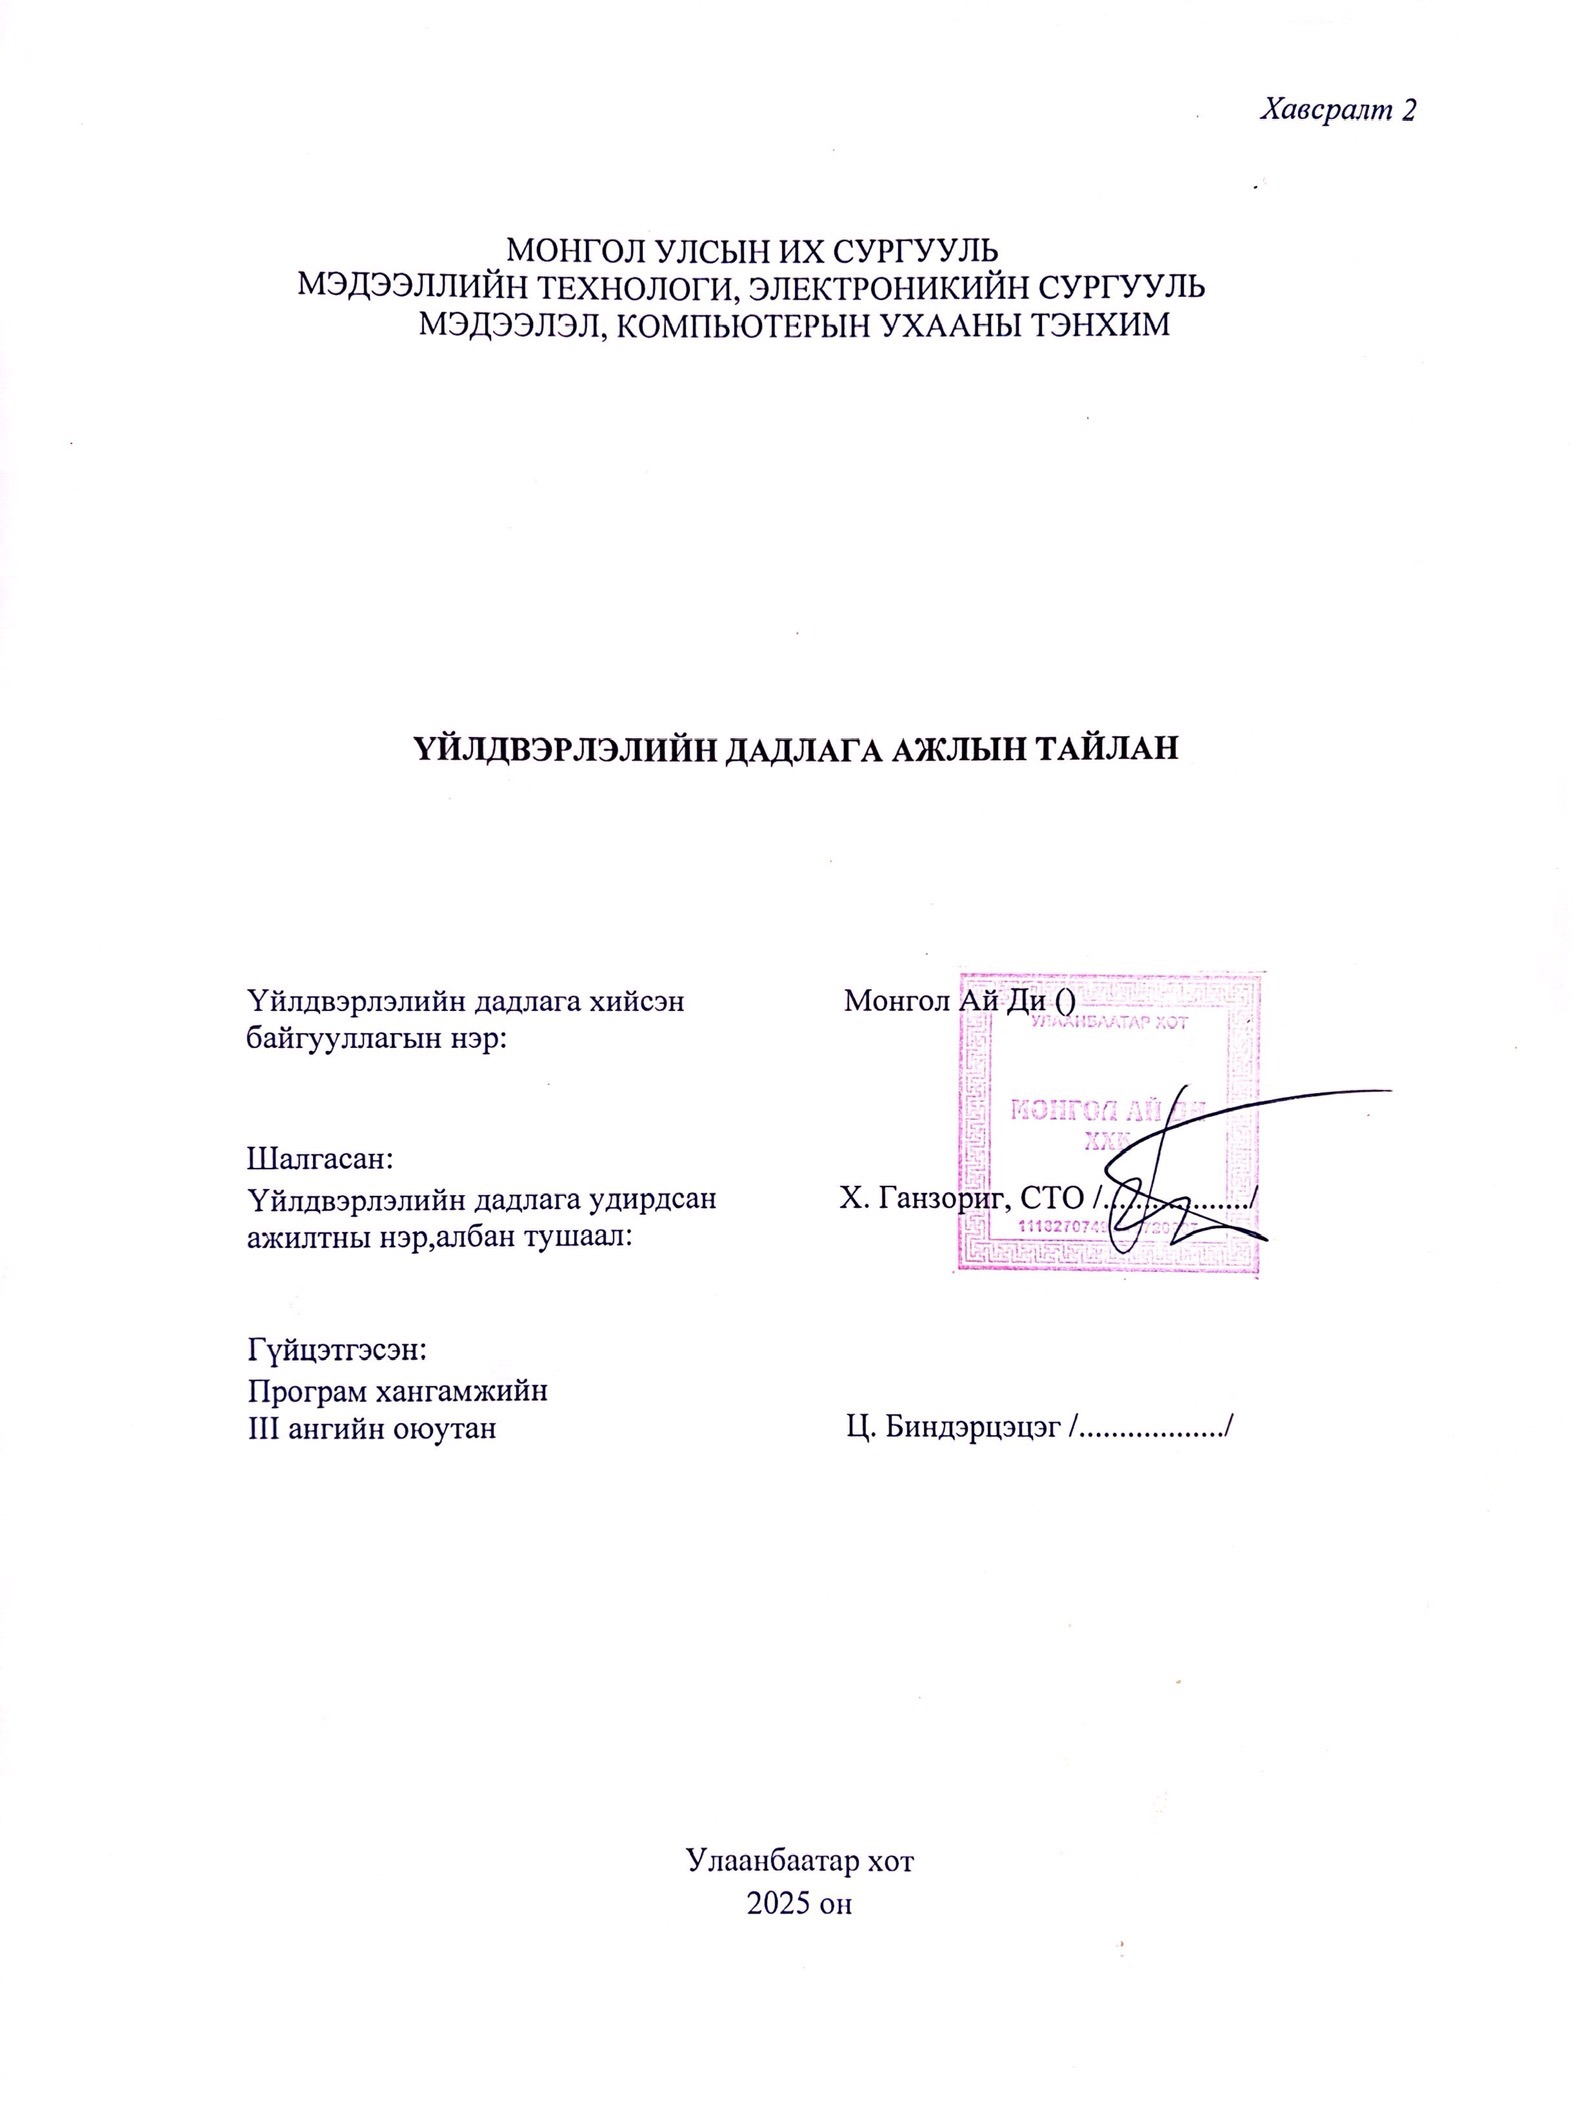 Хавсралт 2
МОНГОЛ УЛСЫН ИХ СУРГУУЛЬ
МЭДЭЭЛЛИЙН ТЕХНОЛОГИ, ЭЛЕКТРОНИКИЙН СУРГУУЛЬ
МЭДЭЭЛЭЛ, КОМПЬЮТЕРЫН УХААНЫ ТЭНХИМ
ҮЙЛДВЭРЛЭЛИЙН ДАДЛАГА АЖЛЫН ТАЙЛАН
Үйлдвэрлэлийн дадлага хийсэн Монгол Ай Ди ()
байгууллагын нэр:
УЛААНБААТАР ХОТ
МОНГОЛ АЙ
ХХК
Шалгасан:
Үйлдвэрлэлийн дадлага удирдсан Х. Ганзориг, СТО /................../
ажилтны нэр,албан тушаал:
Гүйцэтгэсэн:
Програм хангамжийн
III ангийн оюутан Ц. Биндэрцэцэг /................../
Улаанбаатар хот
2025 он